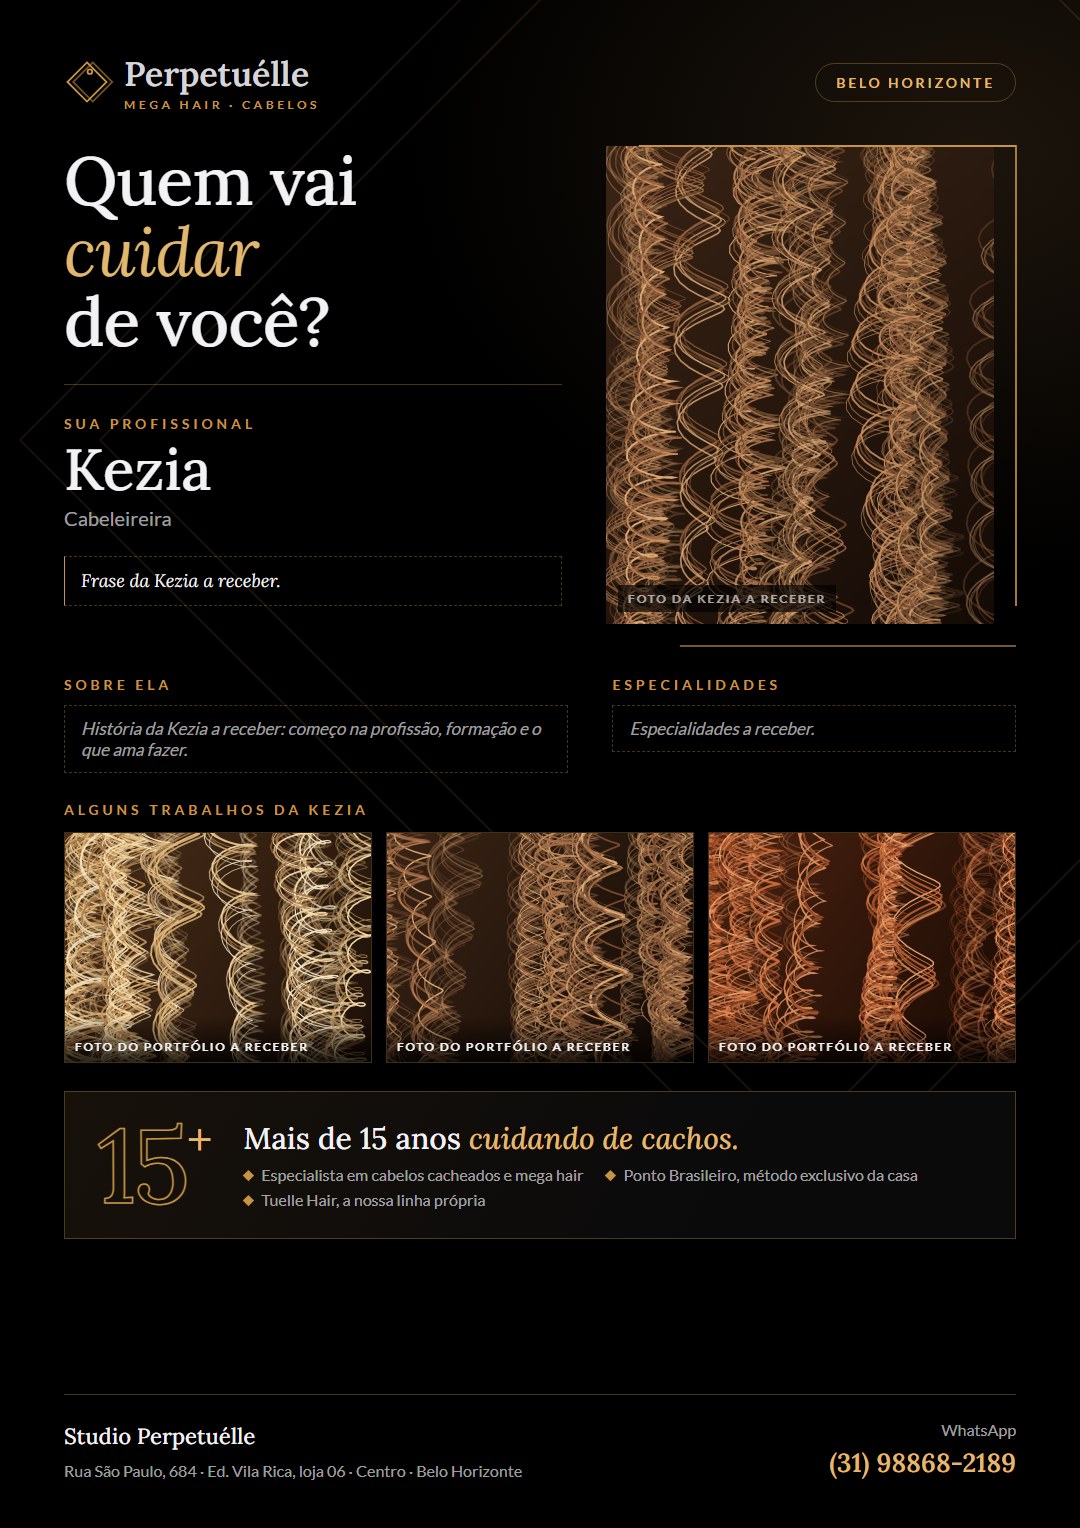 Perpetuélle
MEGA HAIR · CABELOS
BELO HORIZONTE
Quem vai
cuidar
de você?
SUA PROFISSIONAL
Kezia
Cabeleireira
Frase da Kezia a receber.
FOTO DA KEZIA A RECEBER
SOBRE ELA
História da Kezia a receber: começo na profissão, formação e o
que ama fazer.
ESPECIALIDADES
Especialidades a receber.
ALGUNS TRABALHOS DA KEZIA
FOTO DO PORTFÓLIO A RECEBER
FOTO DO PORTFÓLIO A RECEBER
FOTO DO PORTFÓLIO A RECEBER
15+
Mais de 15 anos cuidando de cachos.
Especialista em cabelos cacheados e mega hair
Ponto Brasileiro, método exclusivo da casa
Tuelle Hair, a nossa linha própria
Studio Perpetuélle
Rua São Paulo, 684 · Ed. Vila Rica, loja 06 · Centro · Belo Horizonte
WhatsApp
(31) 98868-2189